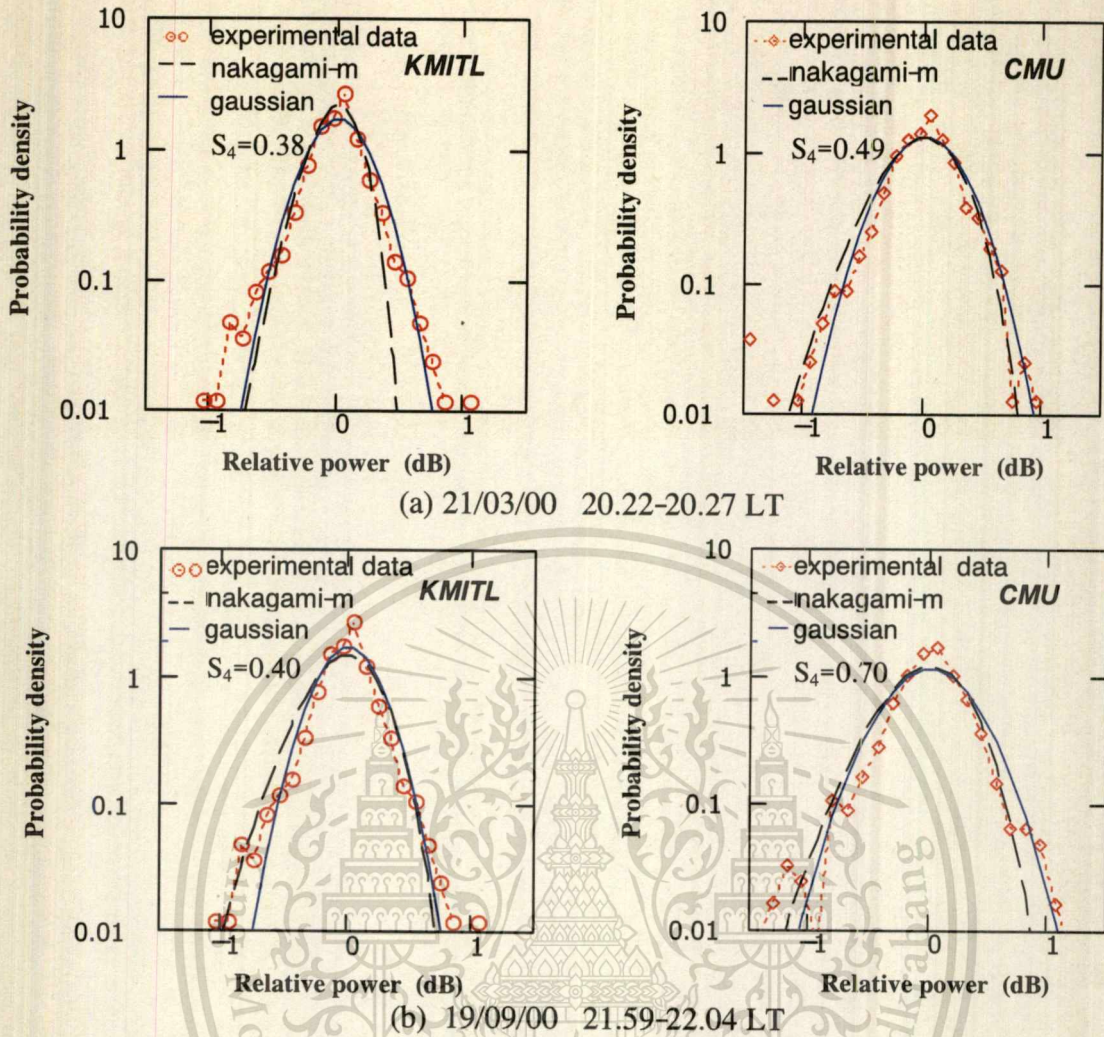 10
1
0.1
0.01
Probability density
experimental data
nakagami-m
gaussian
KMITL
S4=0.38
−1 0 1
Relative power (dB)
10
1
0.1
0.01
Probability density
experimental data
nakagami-m
gaussian
CMU
S4=0.49
−1 0 1
Relative power (dB)
(a) 21/03/00 20.22-20.27 LT
10
1
0.1
0.01
Probability density
experimental data
nakagami-m
gaussian
KMITL
S4=0.40
−1 0 1
Relative power (dB)
10
1
0.1
0.01
Probability density
experimental data
nakagami-m
gaussian
CMU
S4=0.70
−1 0 1
Relative power (dB)
(b) 19/09/00 21.59-22.04 LT